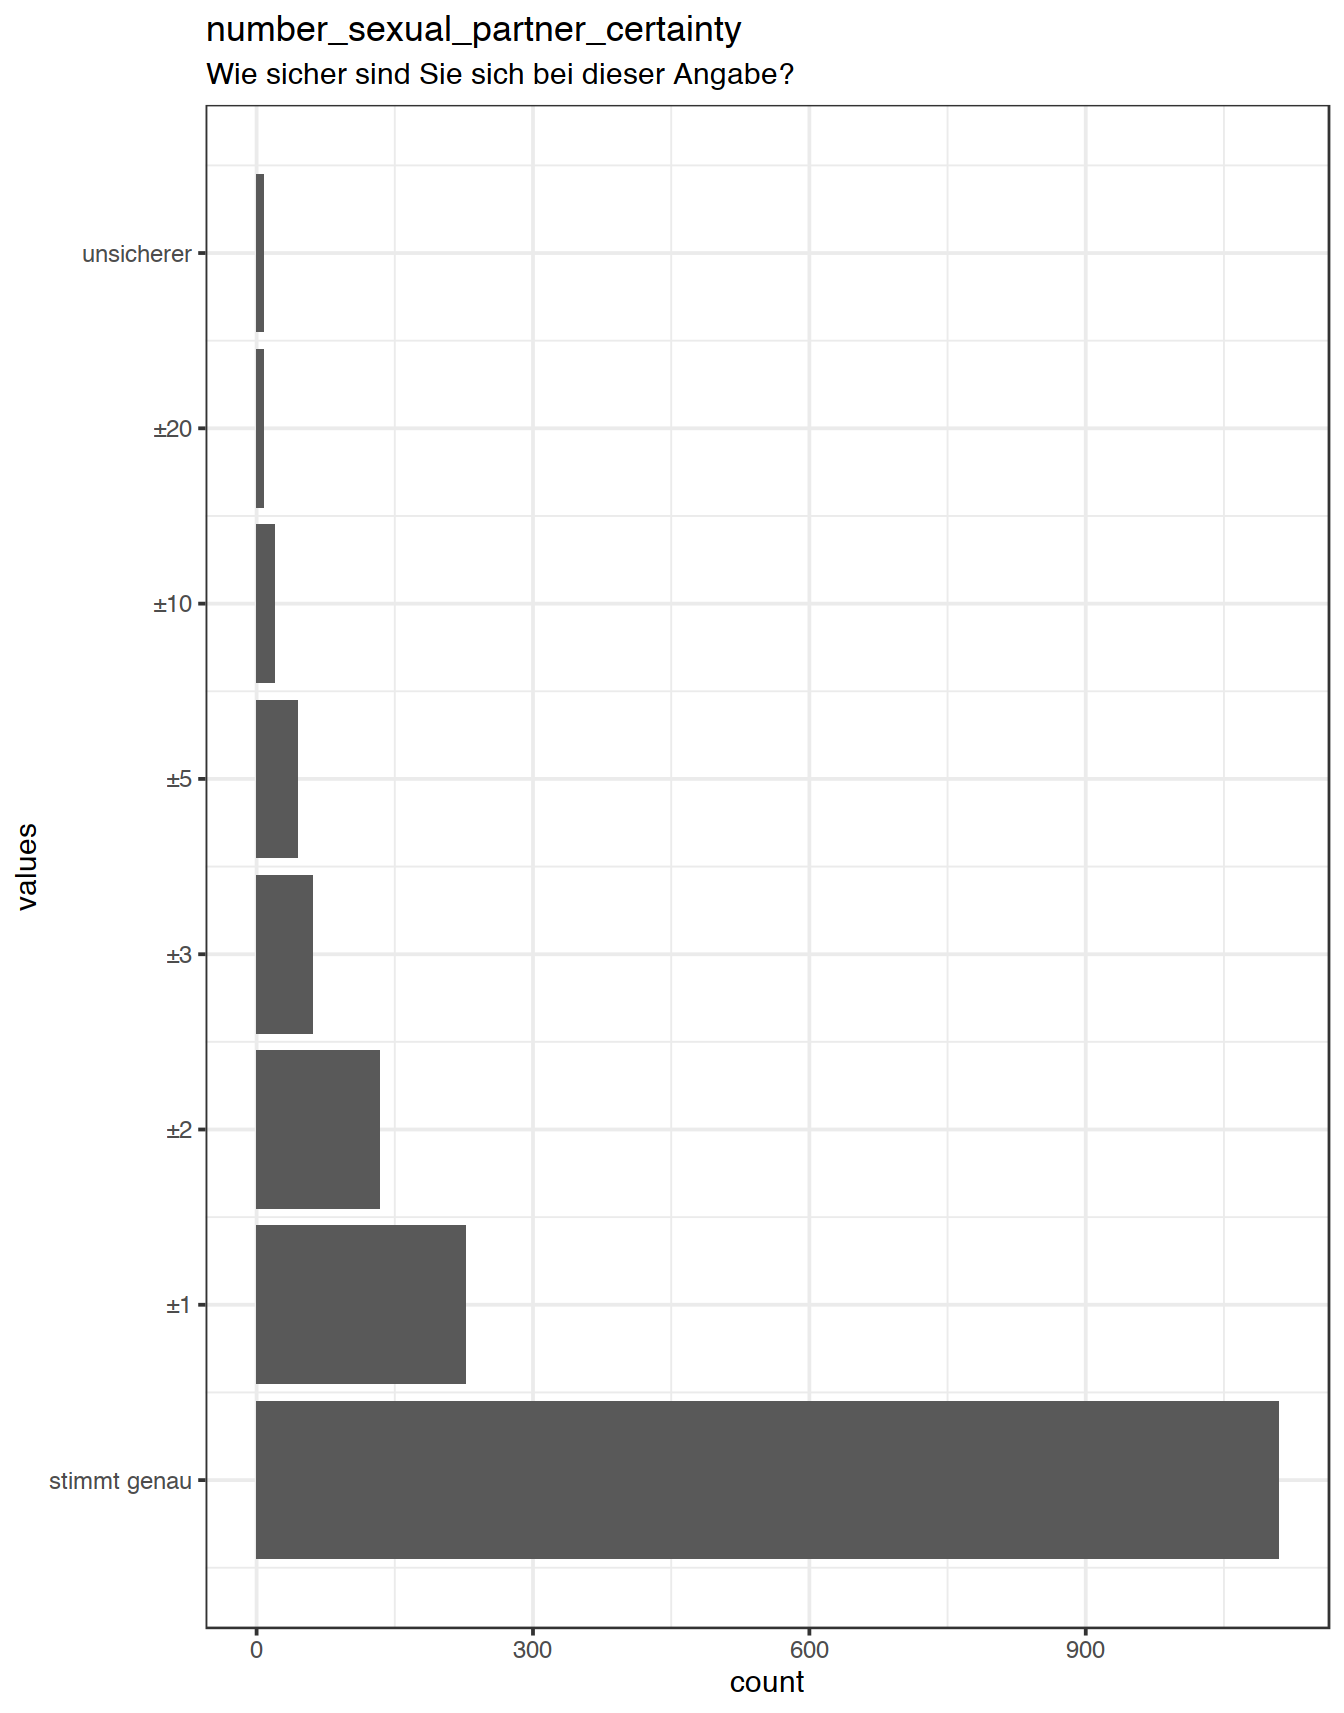 number_sexual_partner_certainty
Wie sicher sind Sie sich bei dieser Angabe?
values
unsicherer
±20
±10
±5
±3
±2
±1
stimmt genau
0
300
600
900
count